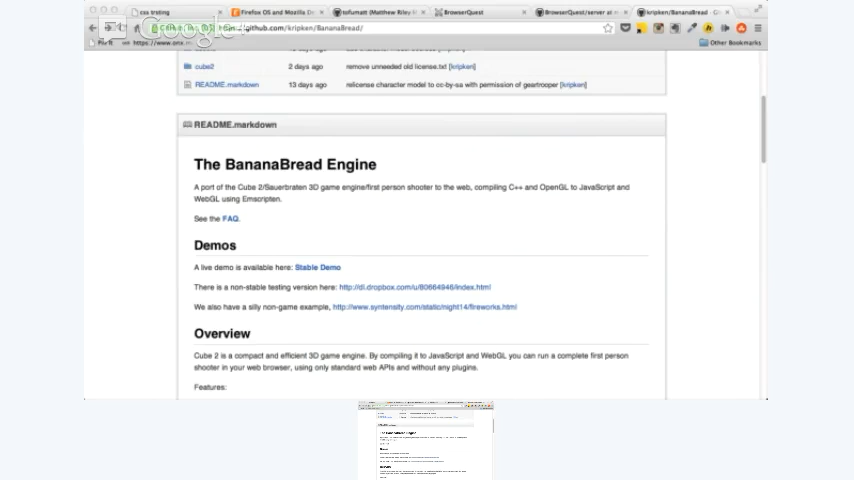 css trsting
Firefox OS and Mozilla De
tofumatt (Matthew Riley M
BrowserQuest
BrowserQuest/server at m
kripken/BananaBread · G
Google+
github.com/kripken/BananaBread/
https://www.onx.m
Other Bookmarks
cube2 2 days ago remove unneeded old license.txt [kripken]
README.markdown 13 days ago relicense character model to cc-by-sa with permission of geartrooper [kripken]
README.markdown
The BananaBread Engine
A port of the Cube 2/Sauerbraten 3D game engine/first person shooter to the web, compiling C++ and OpenGL to JavaScript and
WebGL using Emscripten.
See the FAQ.
Demos
A live demo is available here: Stable Demo
There is a non-stable testing version here: http://dl.dropbox.com/u/80664946/index.html
We also have a silly non-game example, http://www.syntensity.com/static/night14/fireworks.html
Overview
Cube 2 is a compact and efficient 3D game engine. By compiling it to JavaScript and WebGL you can run a complete first person
shooter in your web browser, using only standard web APIs and without any plugins.
Features: